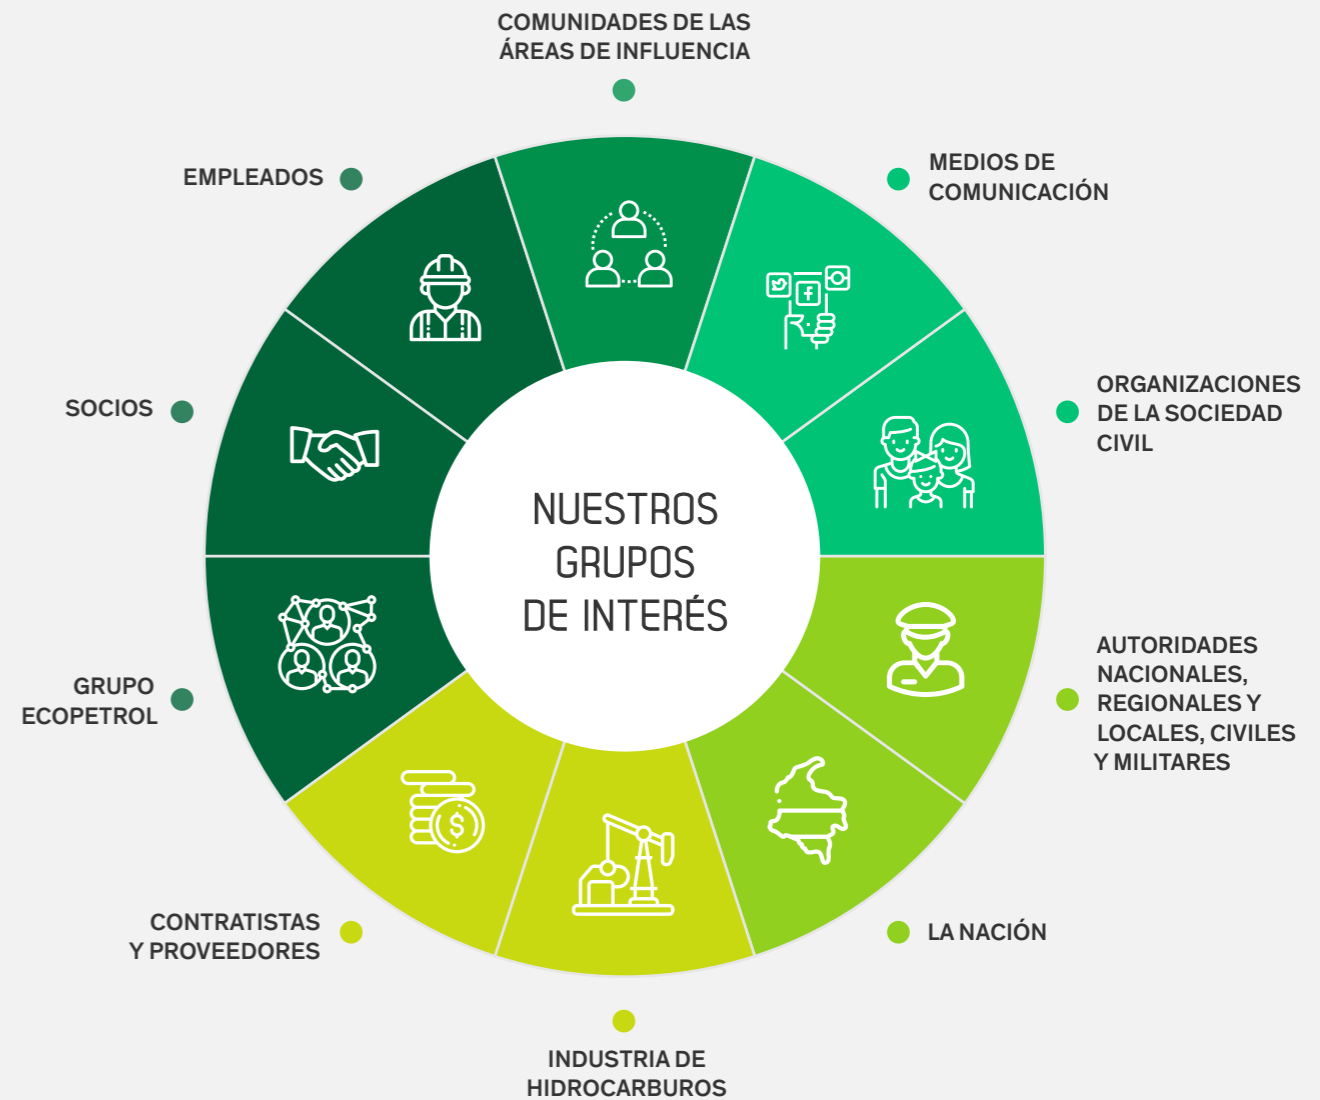 COMUNIDADES DE LAS
ÁREAS DE INFLUENCIA
EMPLEADOS
MEDIOS DE
COMUNICACIÓN
SOCIOS
ORGANIZACIONES
DE LA SOCIEDAD
CIVIL
NUESTROS
GRUPOS
DE INTERÉS
GRUPO
ECOPETROL
AUTORIDADES
NACIONALES,
REGIONALES Y
LOCALES, CIVILES
Y MILITARES
$
CONTRATISTAS
Y PROVEEDORES
LA NACIÓN
INDUSTRIA DE
HIDROCARBUROS